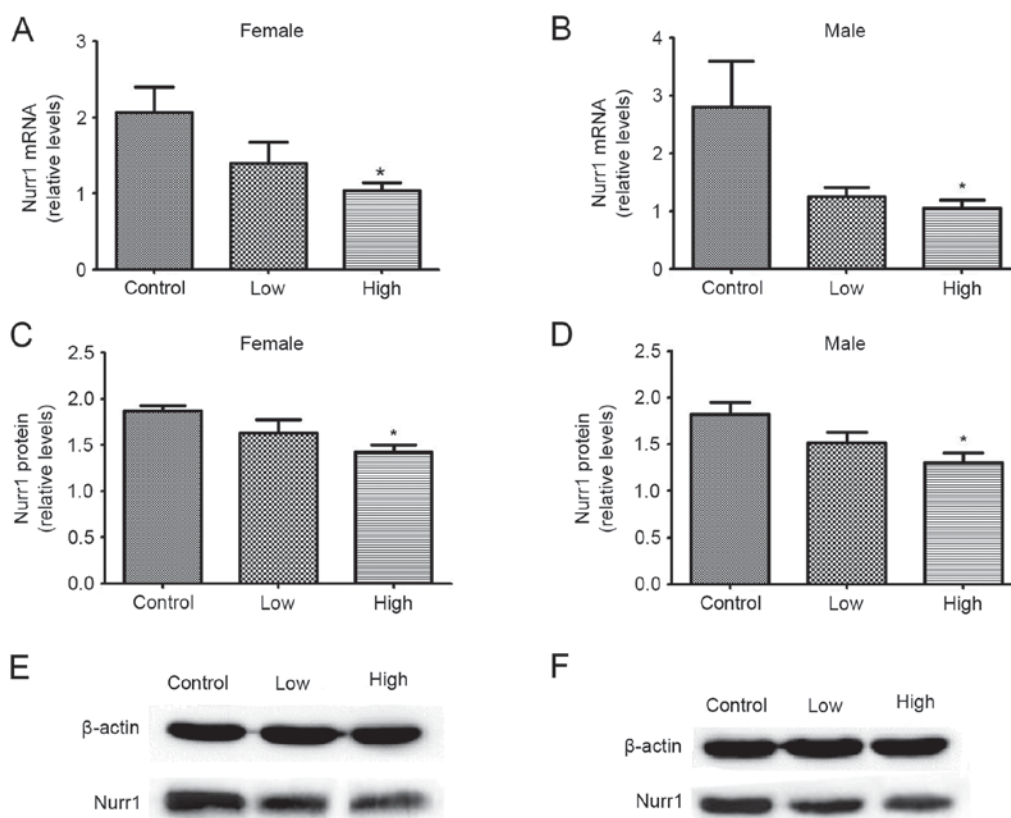 A
Female
Nurr1 mRNA
(relative levels)
3
2
1
0
Control Low High
*
B
Male
Nurr1 mRNA
(relative levels)
4
3
2
1
0
Control Low High
*
C
Female
Nurr1 protein
(relative levels)
2.5
2.0
1.5
1.0
0.5
0.0
Control Low High
*
D
Male
Nurr1 protein
(relative levels)
2.5
2.0
1.5
1.0
0.5
0.0
Control Low High
*
E
Control Low High
β-actin
Nurr1
F
Control Low High
β-actin
Nurr1